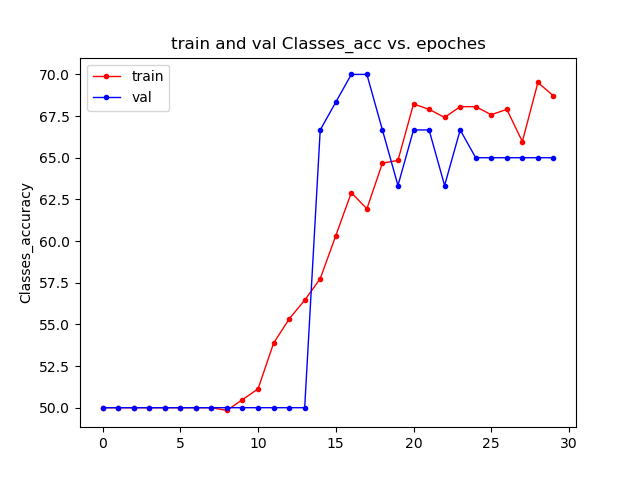 train and val Classes_acc vs. epoches
train
val
Classes_accuracy
70.0
67.5
65.0
62.5
60.0
57.5
55.0
52.5
50.0
0 5 10 15 20 25 30